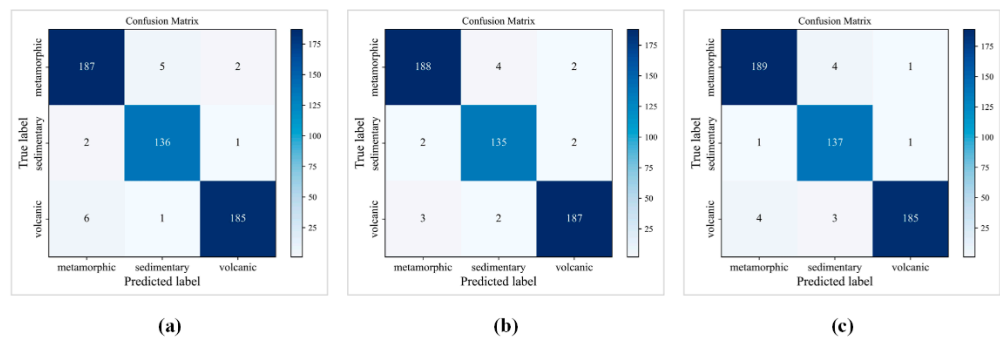 Confusion Matrix
metamorphic
sedimentary
volcanic
True label
187 5 2
2 136 1
6 1 185
metamorphic sedimentary volcanic
Predicted label
175
150
125
100
75
50
25
(a)
Confusion Matrix
metamorphic
sedimentary
volcanic
True label
188 4 2
2 135 2
3 2 187
metamorphic sedimentary volcanic
Predicted label
175
150
125
100
75
50
25
(b)
Confusion Matrix
metamorphic
sedimentary
volcanic
True label
189 4 1
1 137 1
4 3 185
metamorphic sedimentary volcanic
Predicted label
175
150
125
100
75
50
25
(c)